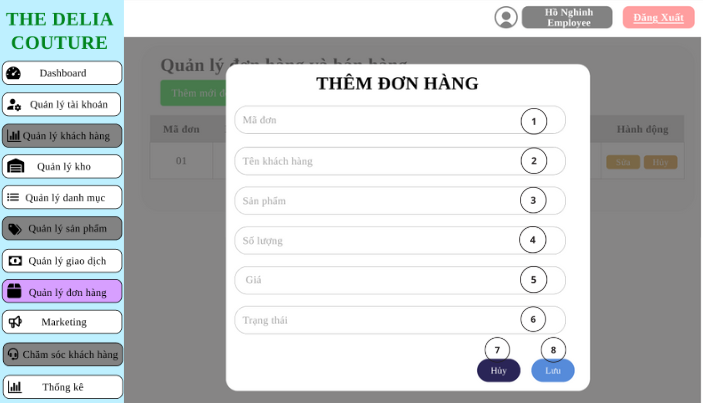 THE DELIA
COUTURE
Dashboard
Quản lý tài khoản
Quản lý khách hàng
Quản lý kho
Quản lý danh mục
Quản lý sản phẩm
Quản lý giao dịch
Quản lý đơn hàng
Marketing
Chăm sóc khách hàng
Thống kê
Hồ Nghinh
Employee
Đăng Xuất
Quản lý đơn hàng và bán hàng
Thêm mới đ
Mã đơn
Hành động
01
Sửa
Hủy
THÊM ĐƠN HÀNG
Mã đơn 1
Tên khách hàng 2
Sản phẩm 3
Số lượng 4
Giá 5
Trạng thái 6
7 8
Hủy Lưu